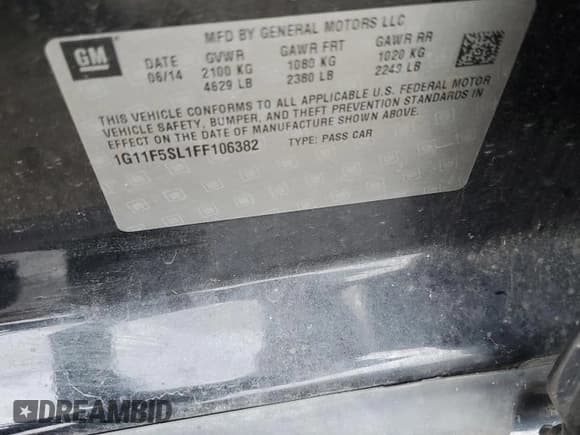 GM
MFD BY GENERAL MOTORS LLC
DATE GVWR GAWR FRT GAWR RR
06/14 2100 KG 1080 KG 1020 KG
4629 LB 2380 LB 2249 LB
THIS VEHICLE CONFORMS TO ALL APPLICABLE U.S. FEDERAL MOTOR
VEHICLE SAFETY, BUMPER, AND THEFT PREVENTION STANDARDS IN
EFFECT ON THE DATE OF MANUFACTURE SHOWN ABOVE.
1G11F5SL1FF106382 TYPE: PASS CAR
DREAMBID